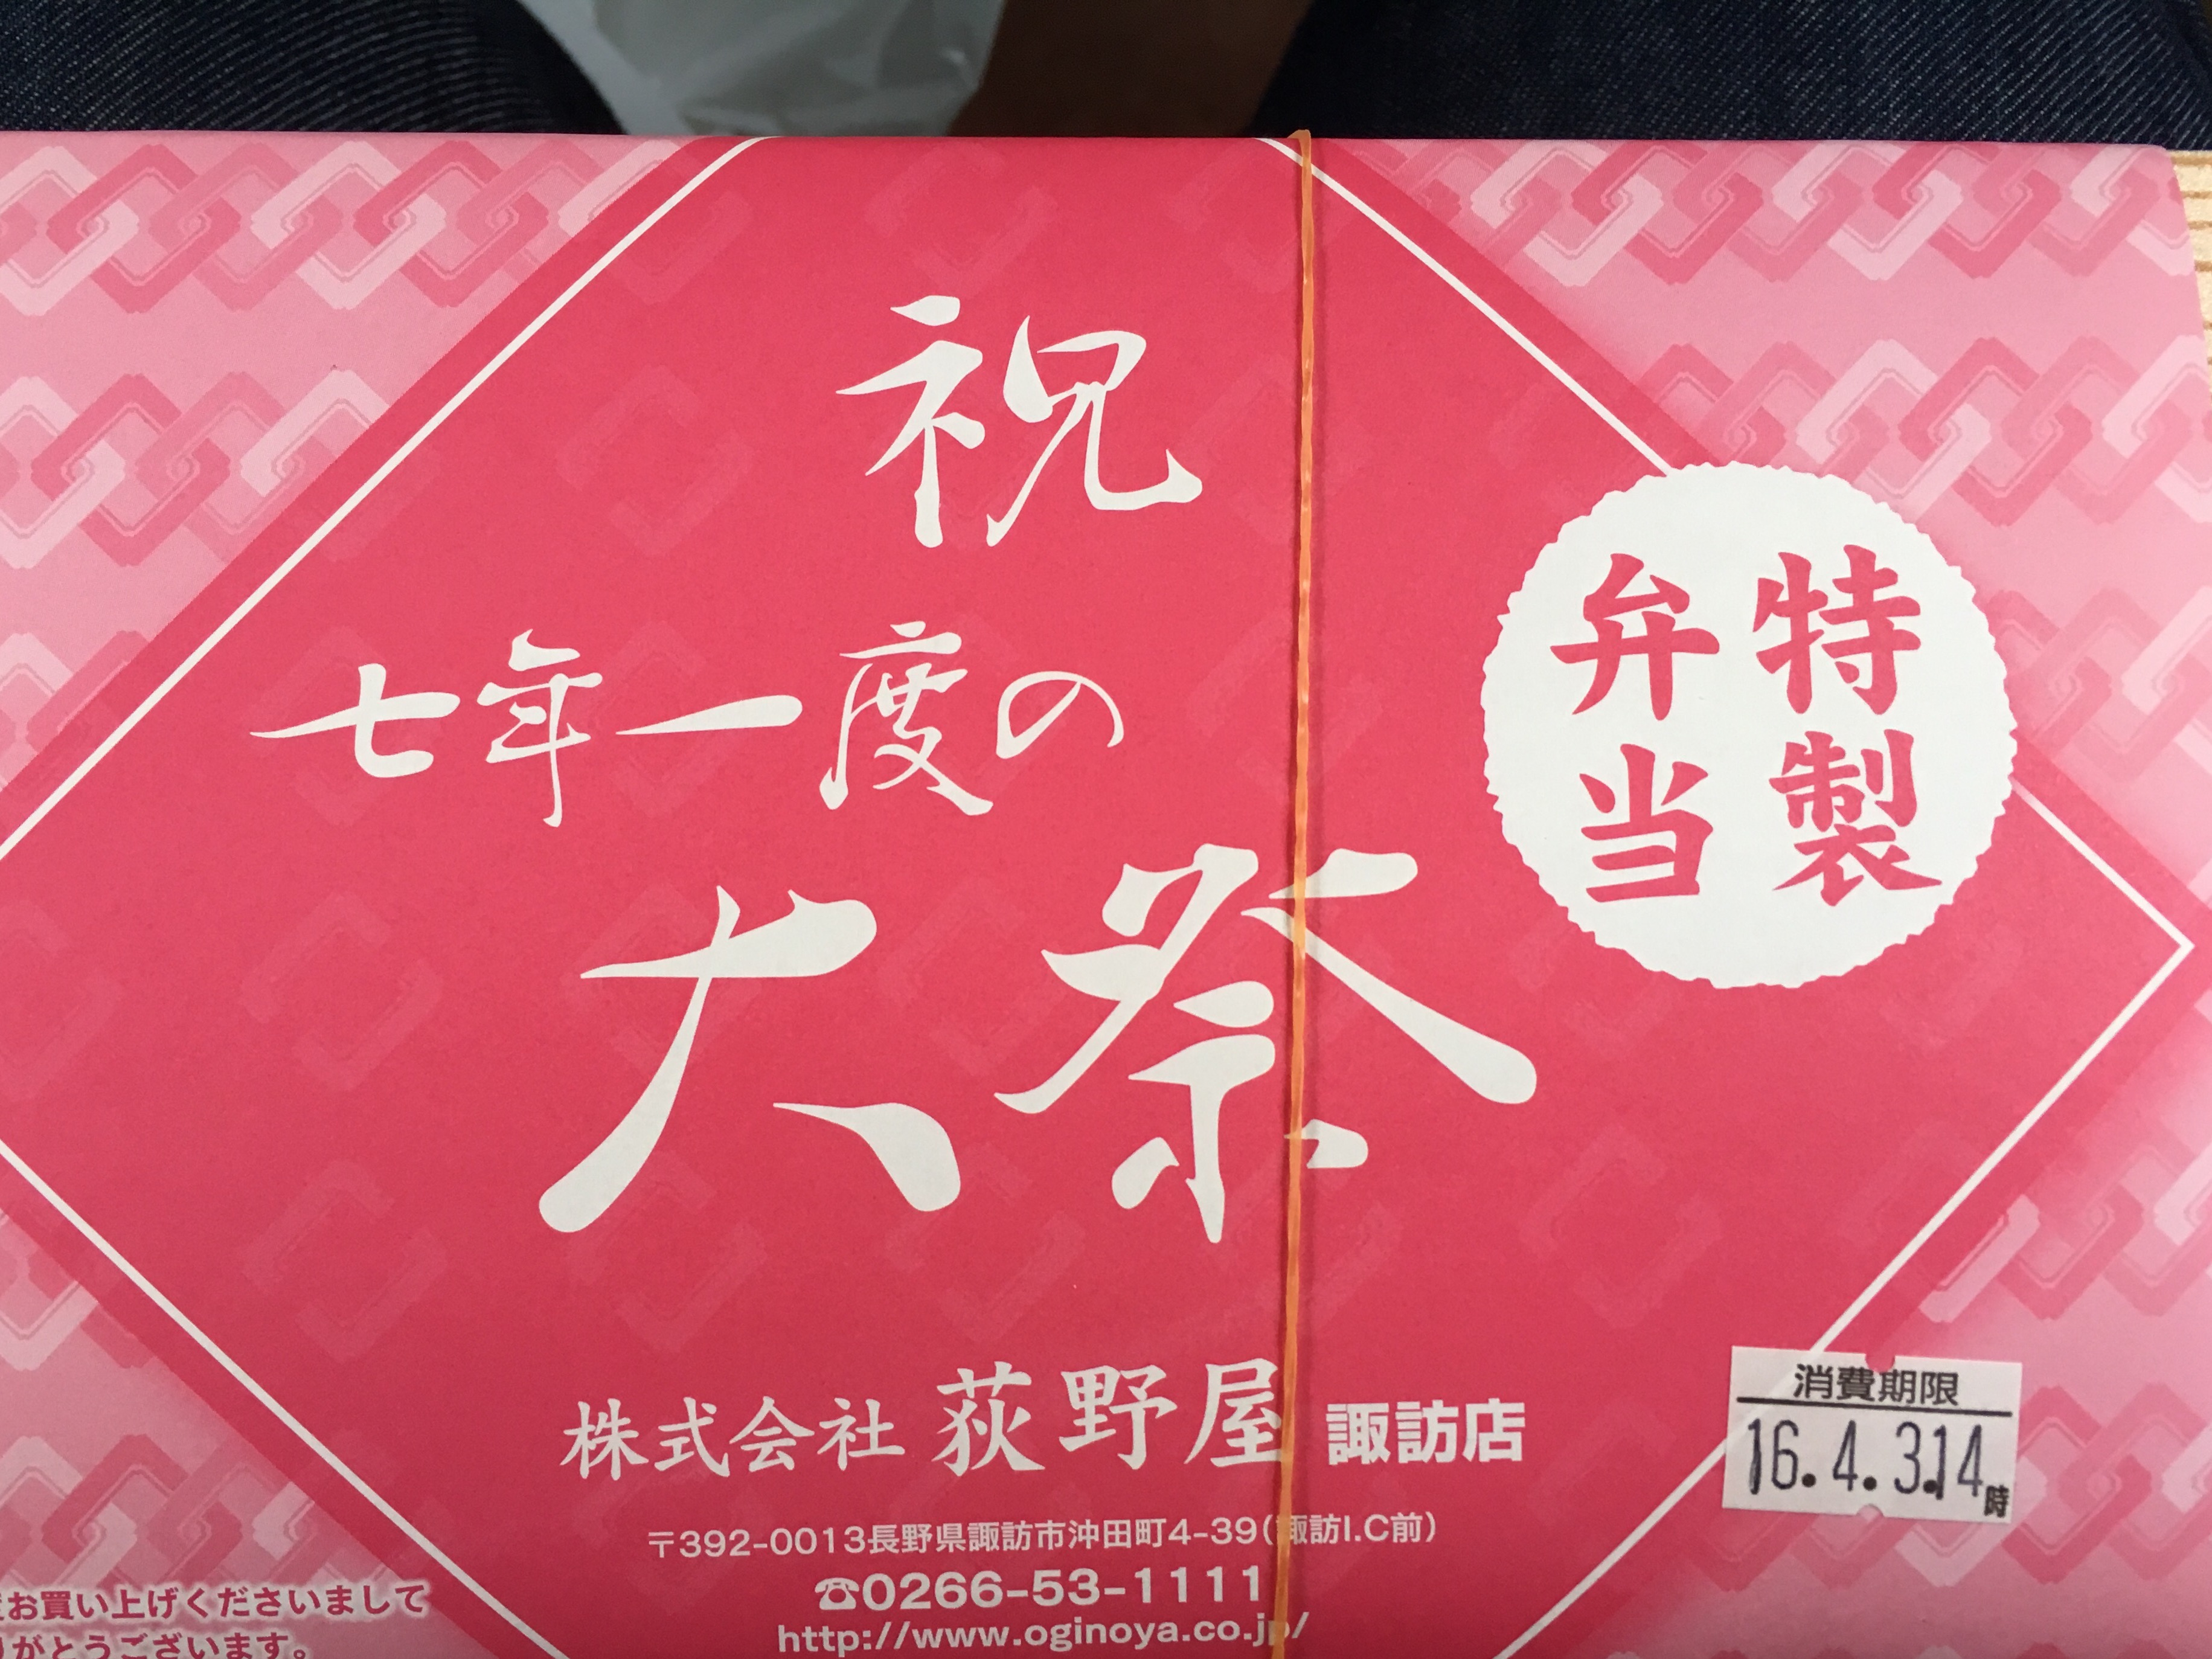 祝
七年一度の
大祭
特製
弁当
株式会社 荻野屋 諏訪店
〒392-0013長野県諏訪市沖田町4-39(諏訪I.C前)
☎0266-53-1111
http://www.oginoya.co.jp/
消費期限
16.4.3.14時
お買い上げくださいまして
がとうございます。